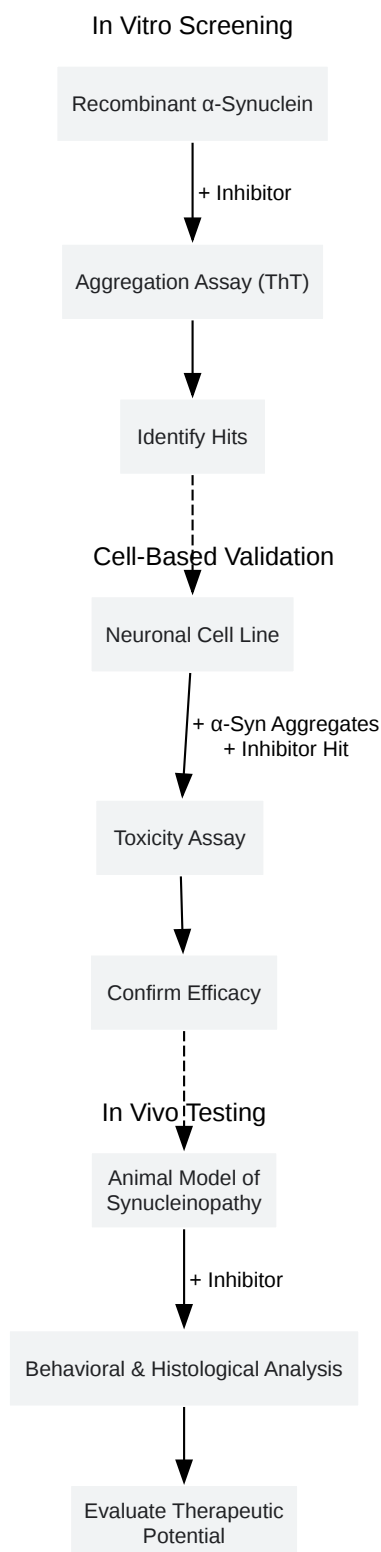 In Vitro Screening
Recombinant α-Synuclein
+ Inhibitor
Aggregation Assay (ThT)
Identify Hits
Cell-Based Validation
Neuronal Cell Line
+ α-Syn Aggregates
+ Inhibitor Hit
Toxicity Assay
Confirm Efficacy
In Vivo Testing
Animal Model of
Synucleinopathy
+ Inhibitor
Behavioral & Histological Analysis
Evaluate Therapeutic
Potential